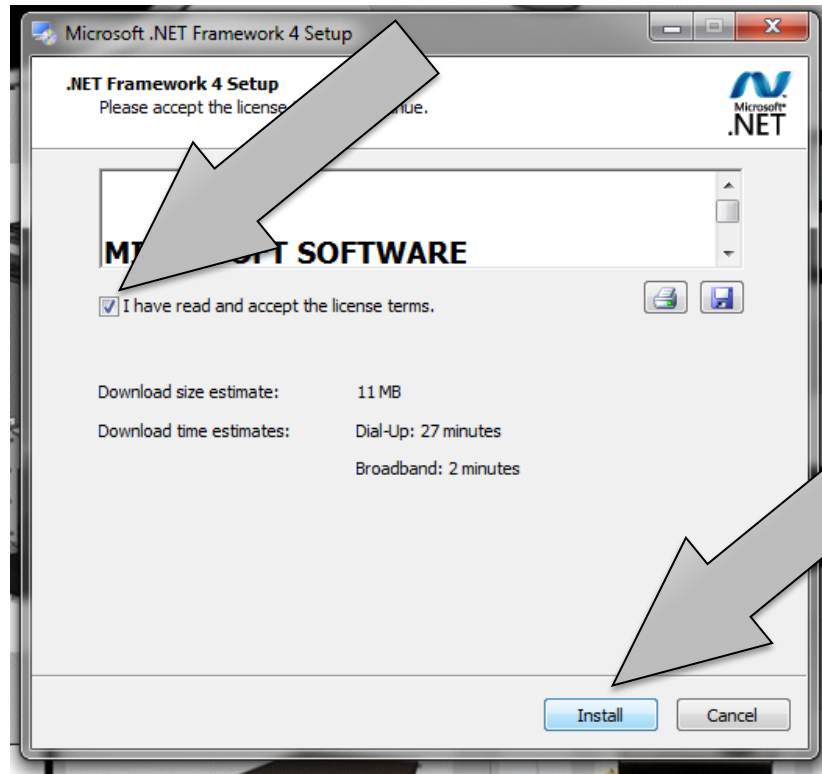 Microsoft .NET Framework 4 Setup
.NET Framework 4 Setup
Please accept the license nue.
Microsoft
.NET
SOFTWARE
I have read and accept the license terms.
Download size estimate: 11 MB
Download time estimates: Dial-Up: 27 minutes
Broadband: 2 minutes
Install Cancel